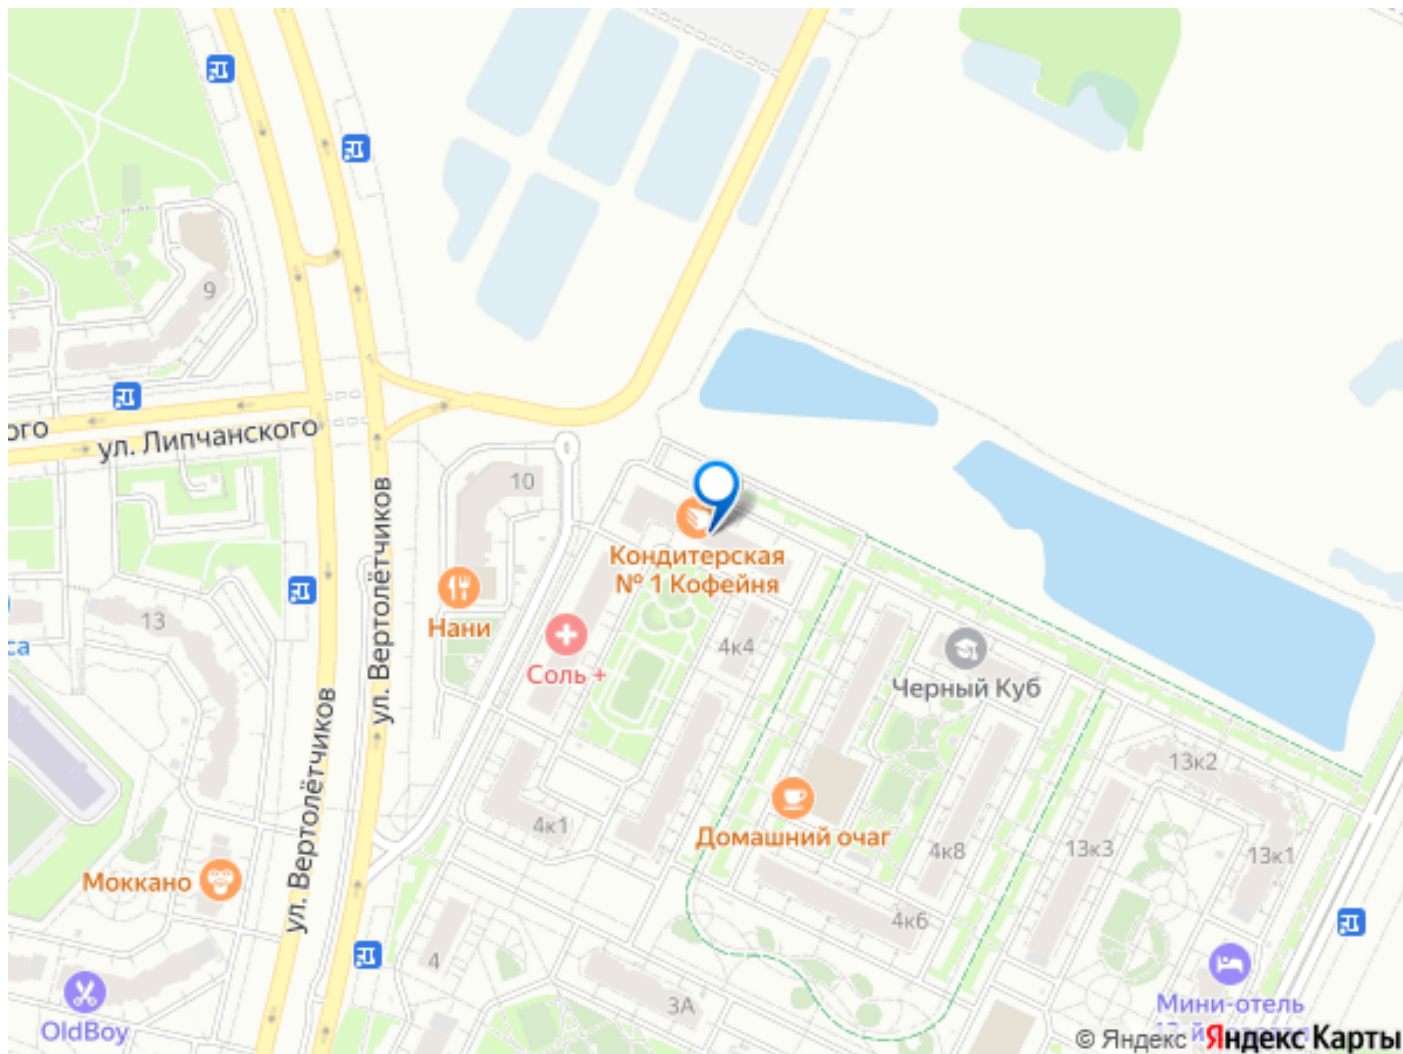 9
ого
ул. Липчанского
10
ул. Вертолётчиков
Кондитерская
№ 1 Кофейня
Нани
13
са
4к4
Соль +
Черный Куб
ул. Вертолётчиков
13к2
4к1
Домашний очаг
4к8
13к3
13к1
Моккано
4к6
4
3А
OldBoy
Мини-отель
© Яндекс Яндекс Карты